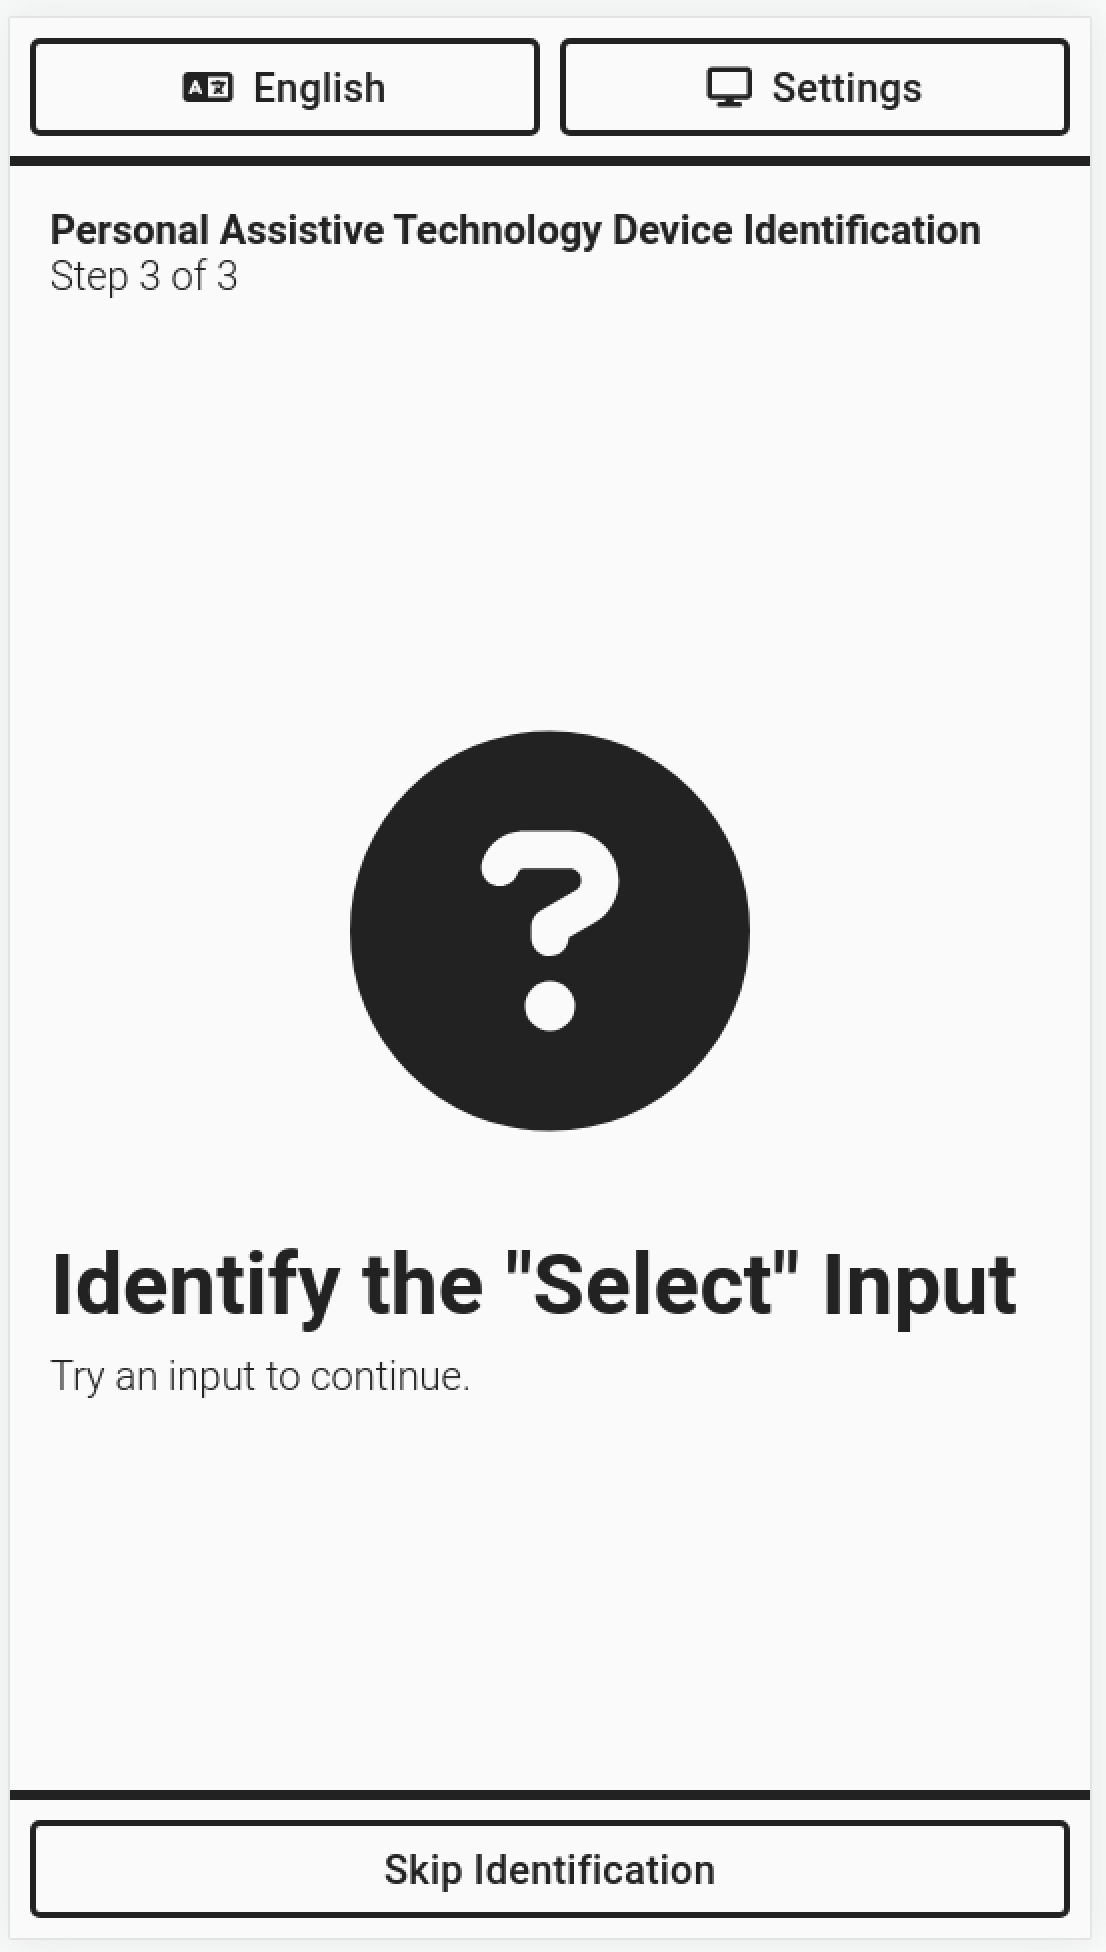 English
Settings
Personal Assistive Technology Device Identification
Step 3 of 3
?
Identify the "Select" Input
Try an input to continue.
Skip Identification